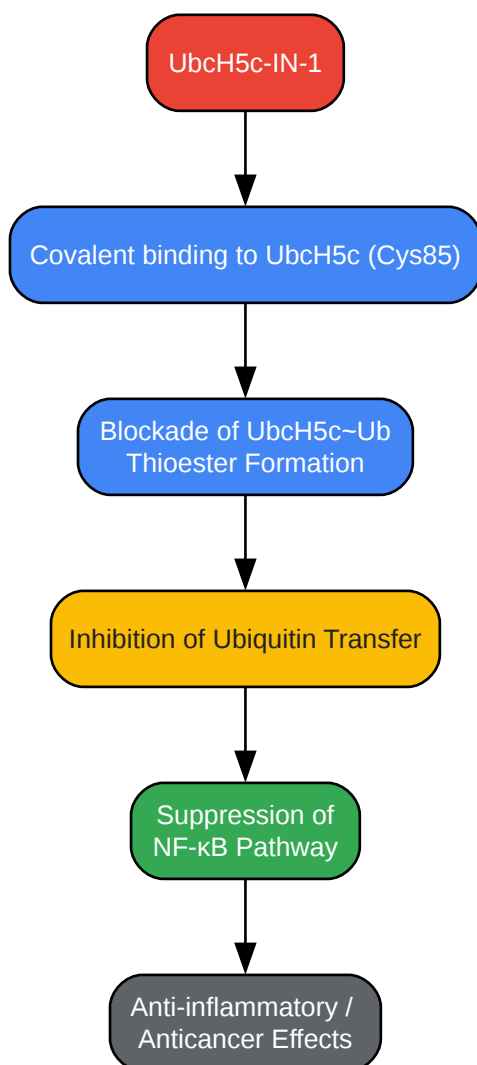 UbcH5c-IN-1
Covalent binding to UbcH5c (Cys85)
Blockade of UbcH5c~Ub
Thioester Formation
Inhibition of Ubiquitin Transfer
Suppression of
NF-κB Pathway
Anti-inflammatory /
Anticancer Effects